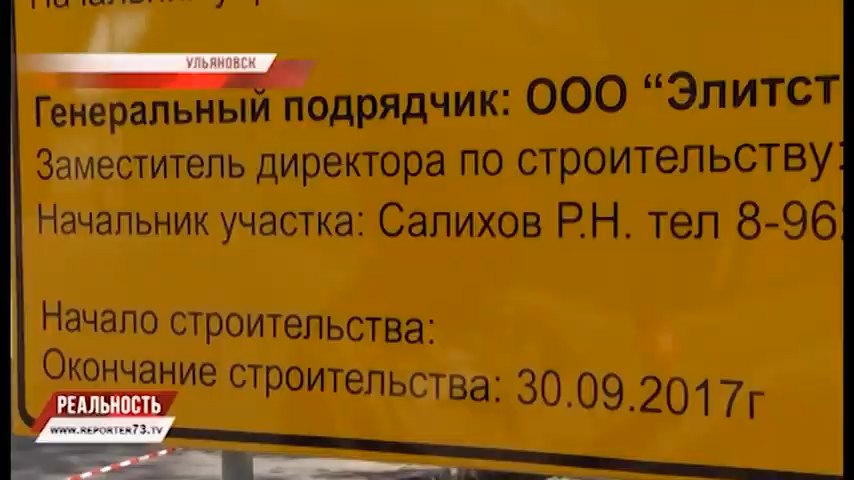 УЛЬЯНОВСК
Генеральный подрядчик: ООО “Элитст
Заместитель директора по строительству:
Начальник участка: Салихов Р.Н. тел 8-96
Начало строительства:
Окончание строительства: 30.09.2017г
РЕАЛЬНОСТЬ
WWW.REPORTER73.TV